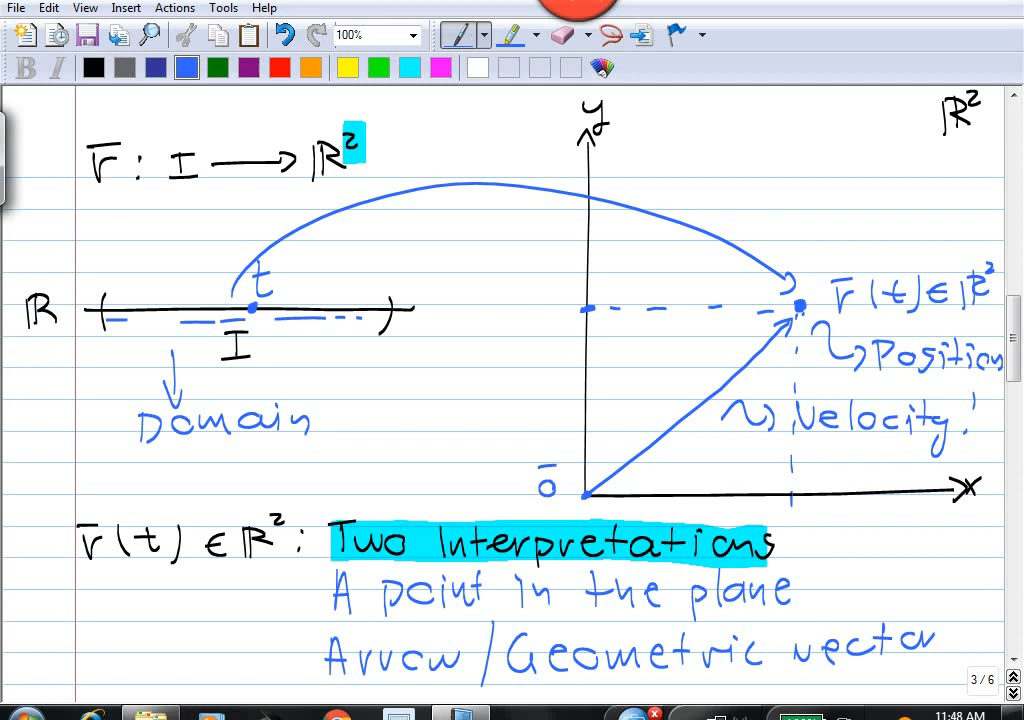 File Edit View Insert Actions Tools Help
100%
B I
y
ℝ²
r̄ : I ⟶ ℝ²
t
ℝ ( )
r̄(t) ∈ ℝ²
I
Position
Domain
Velocity!
ō
x
r̄(t) ∈ ℝ²: Two Interpretations
A point in the plane
Arrow / Geometric vector
3 / 6
11:48 AM